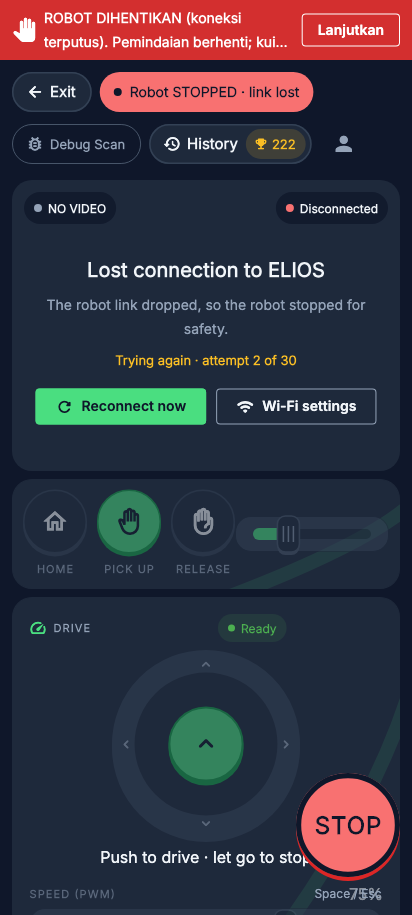 ROBOT DIHENTIKAN (koneksi
terputus). Pemindaian berhenti; kui...
Lanjutkan
Exit
Robot STOPPED · link lost
Debug Scan
History
222
NO VIDEO
Disconnected
Lost connection to ELIOS
The robot link dropped, so the robot stopped for
safety.
Trying again · attempt 2 of 30
Reconnect now
Wi-Fi settings
HOME
PICK UP
RELEASE
DRIVE
Ready
Push to drive · let go to stop
STOP
SPEED (PWM)
Space
75%